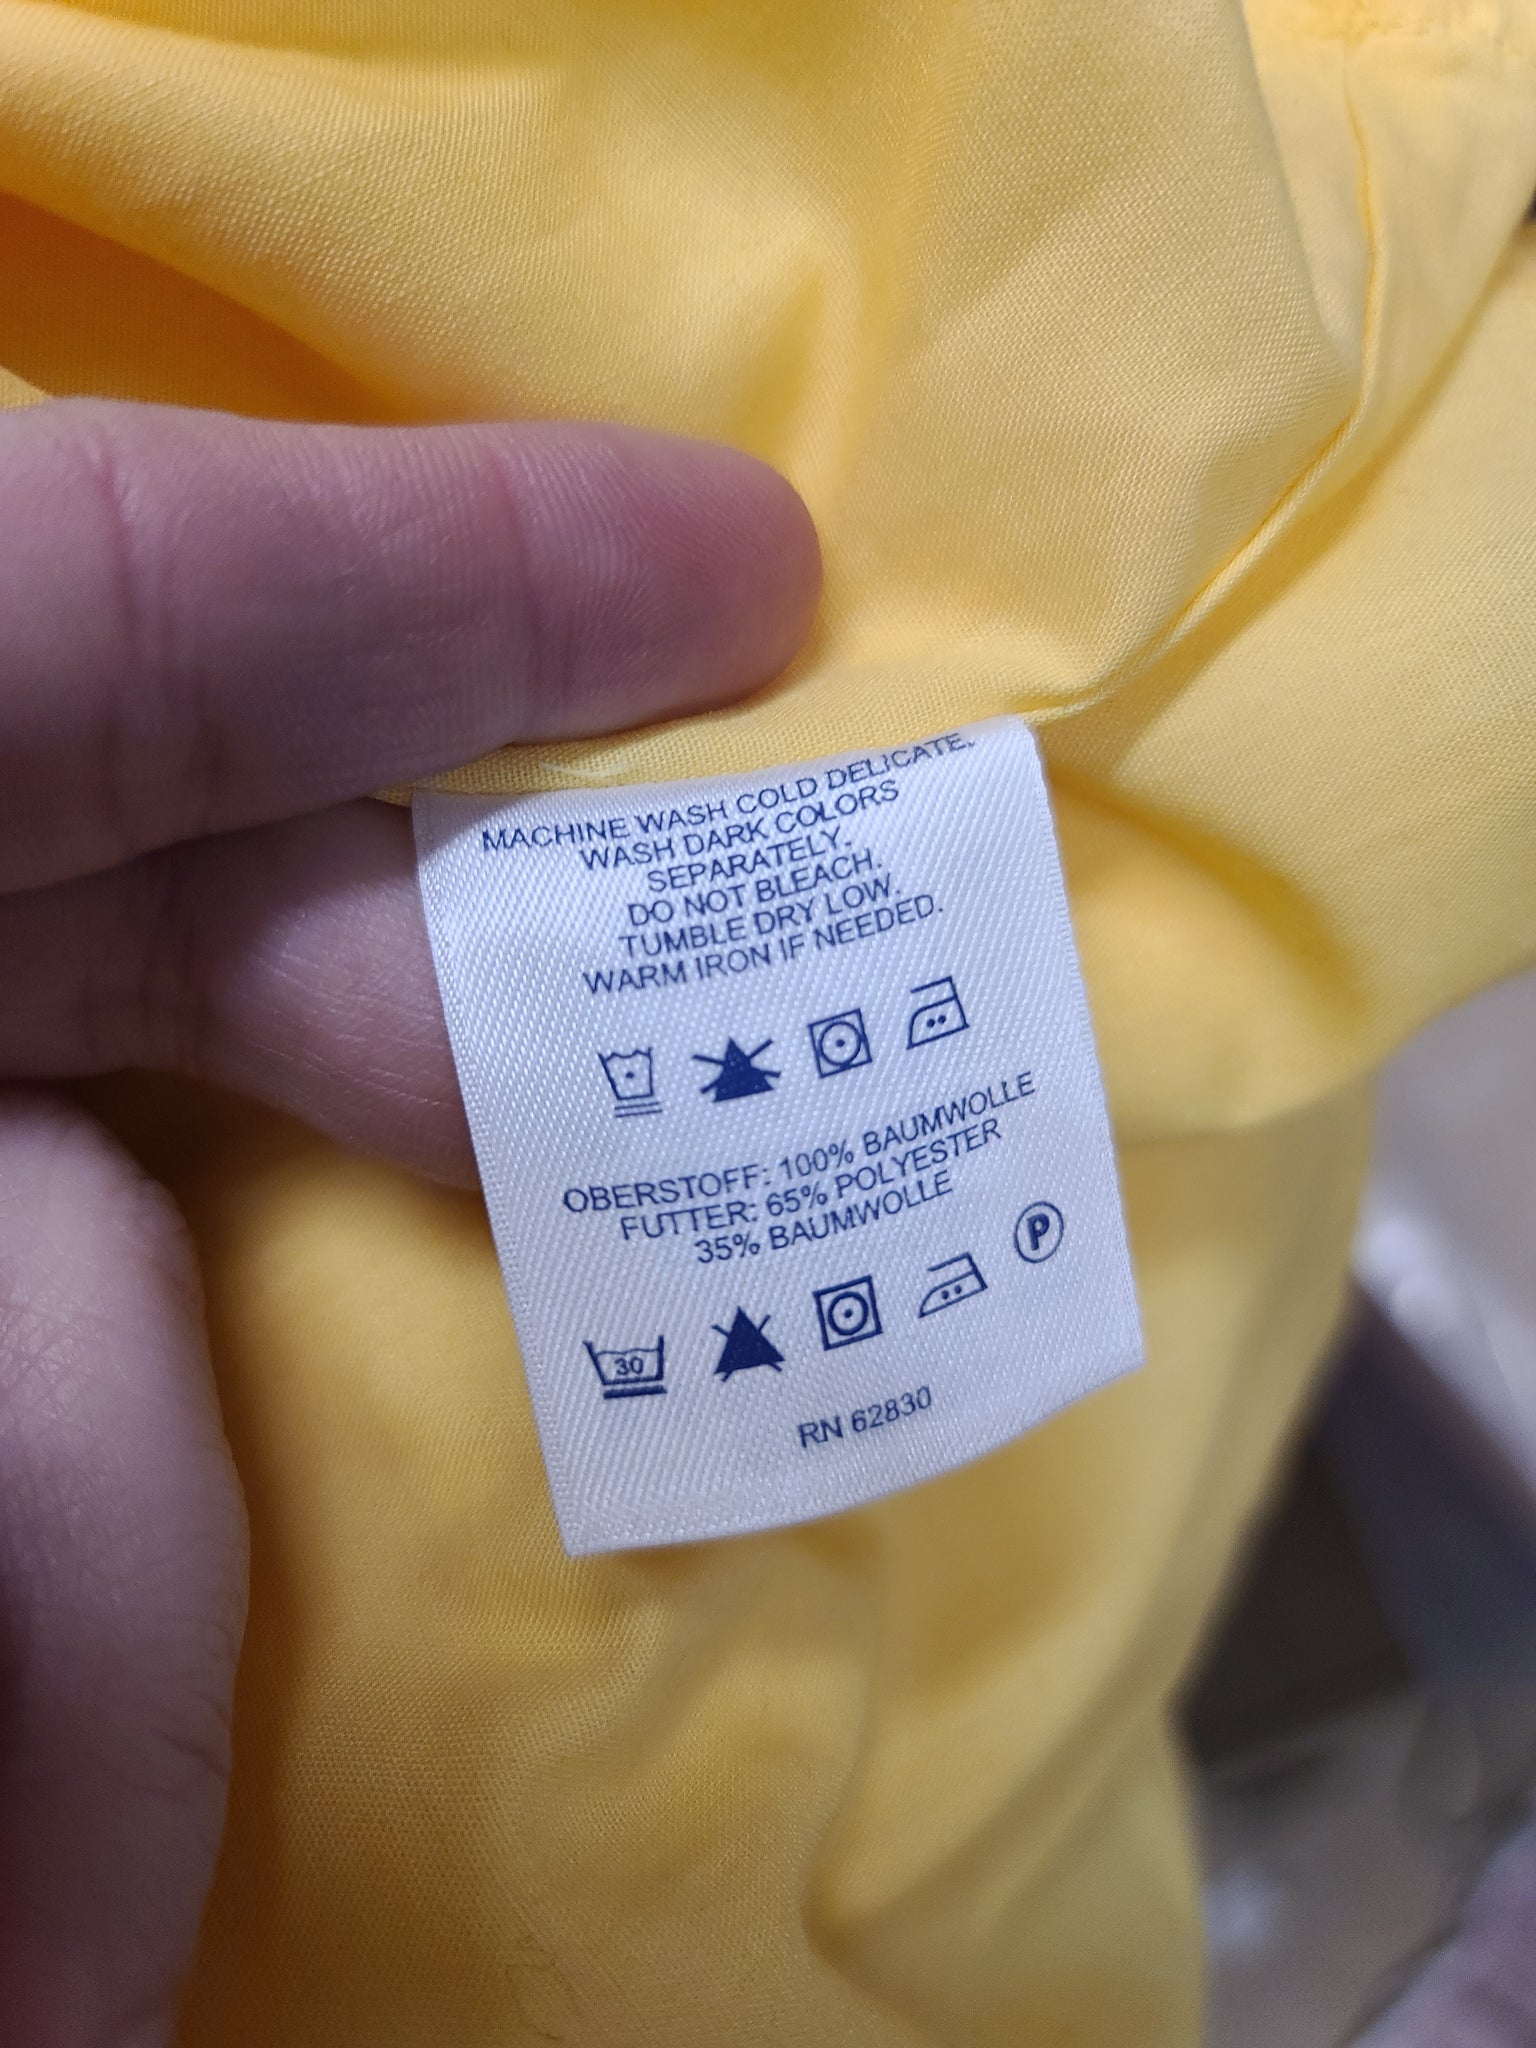 MACHINE WASH COLD DELICATE.
WASH DARK COLORS
SEPARATELY.
DO NOT BLEACH.
TUMBLE DRY LOW.
WARM IRON IF NEEDED.
OBERSTOFF: 100% BAUMWOLLE
FUTTER: 65% POLYESTER
35% BAUMWOLLE
30 P
RN 62830